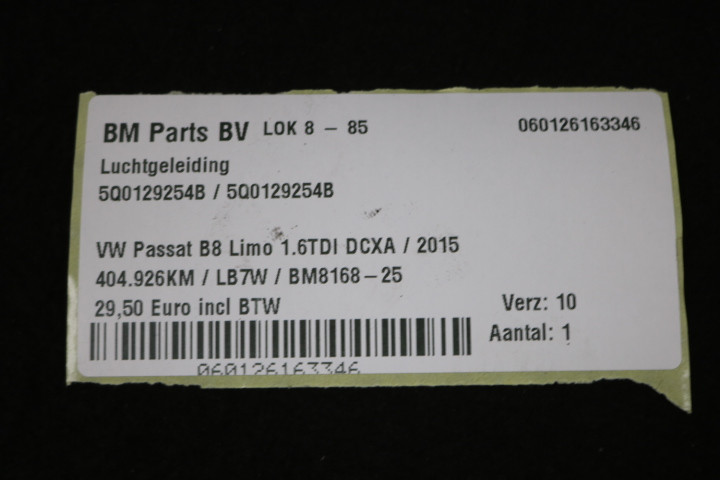 BM Parts BV LOK 8 - 85 060126163346
Luchtgeleiding
5Q0129254B / 5Q0129254B
VW Passat B8 Limo 1.6TDI DCXA / 2015
404.926KM / LB7W / BM8168-25
29,50 Euro incl BTW Verz: 10
Aantal: 1
060126163346